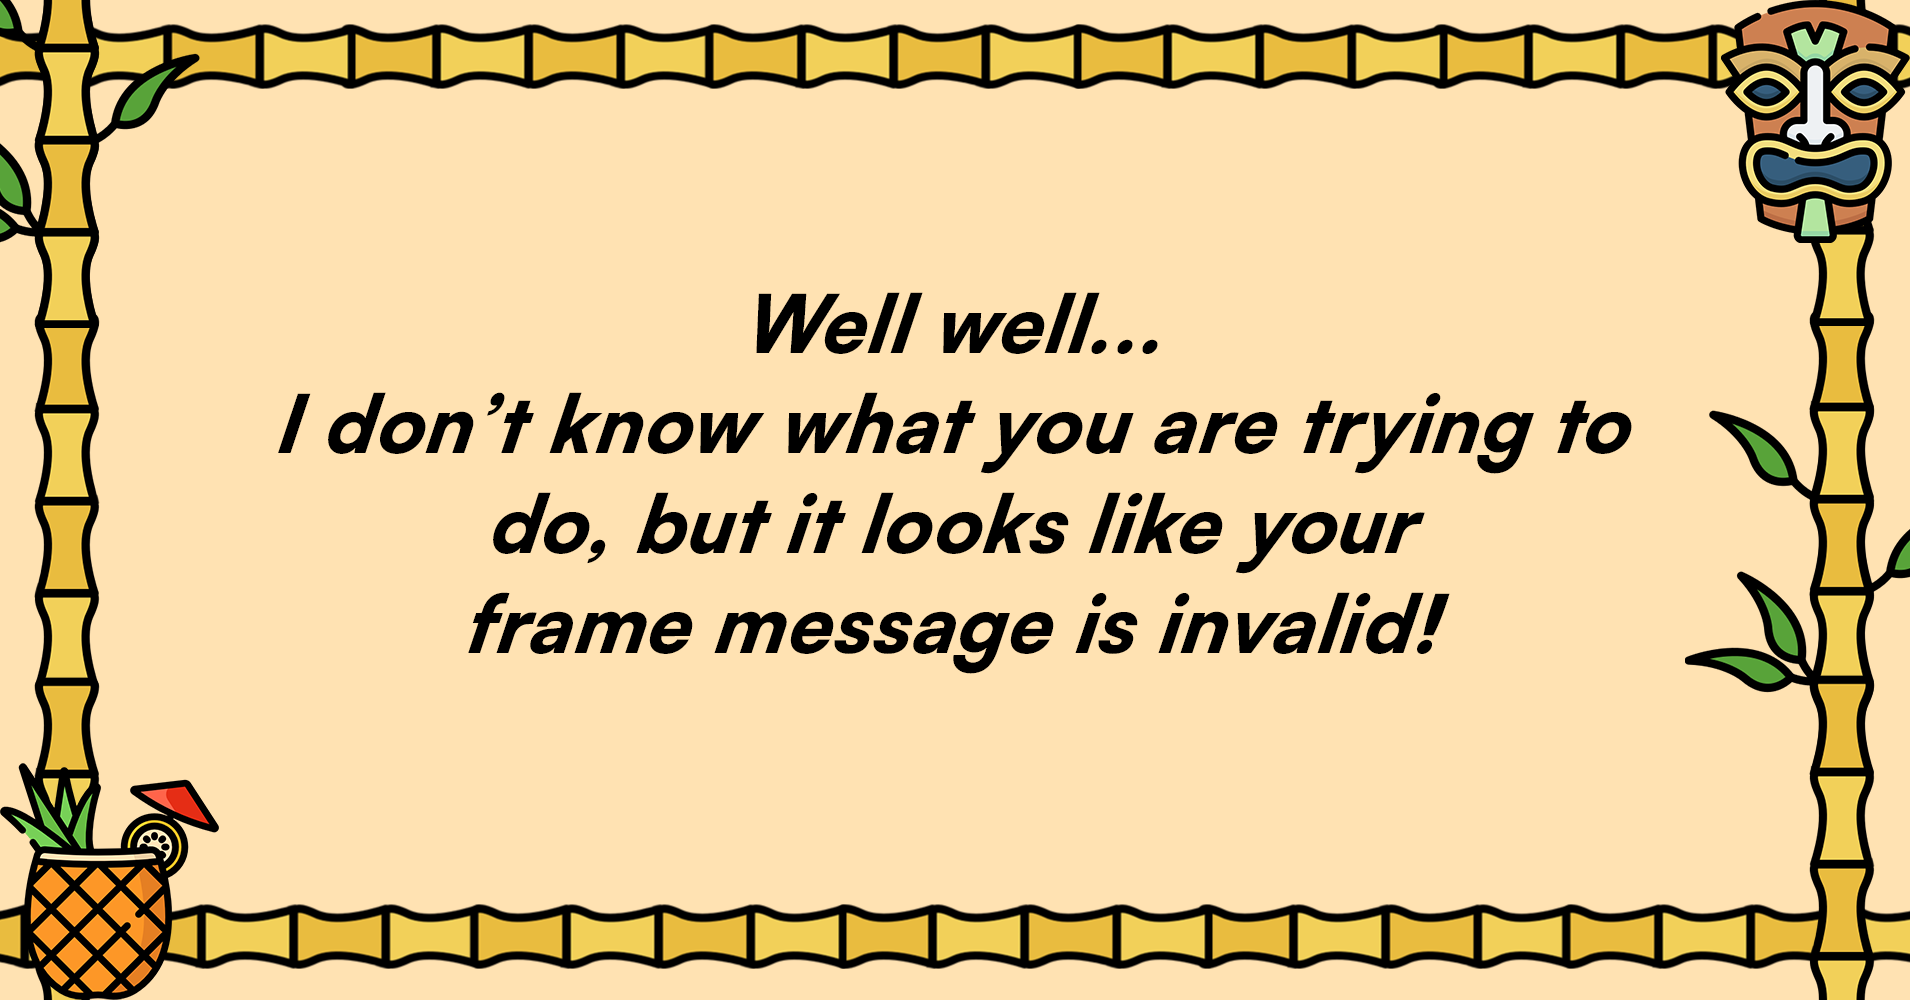 Well well...
I don’t know what you are trying to
do, but it looks like your
frame message is invalid!